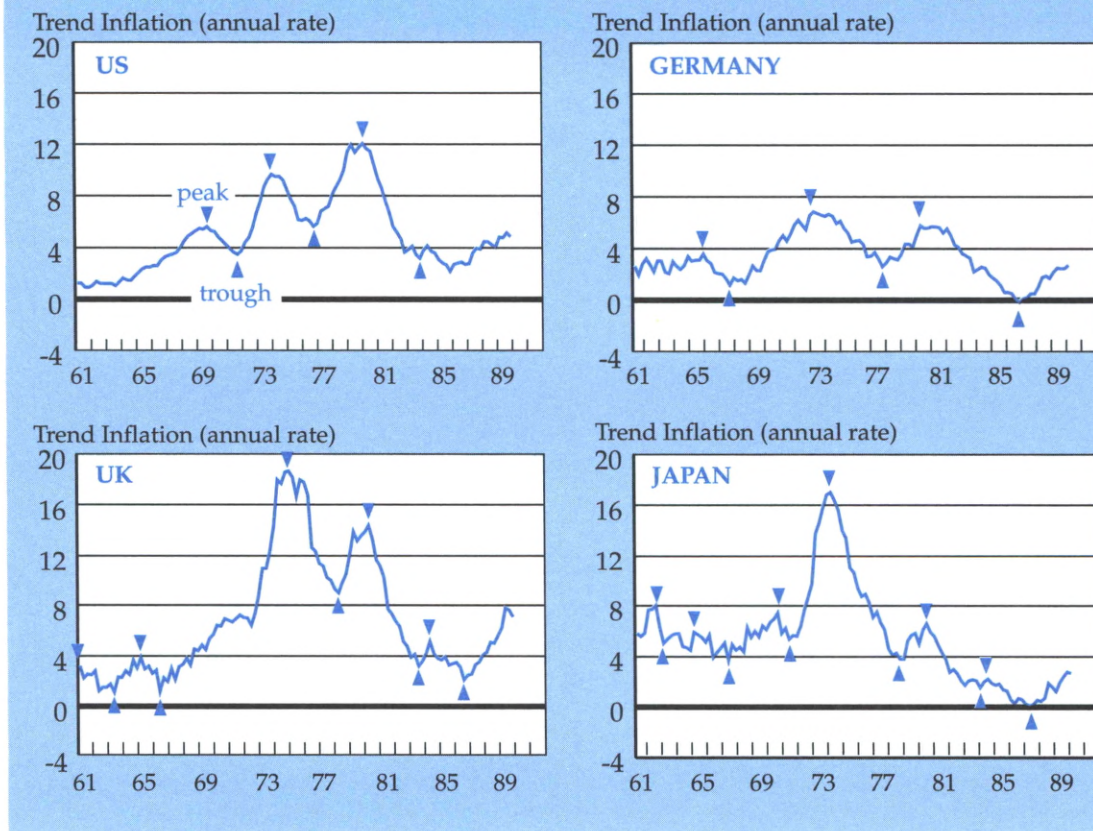 Trend Inflation (annual rate)
20
US
16
12
8
peak
4
trough
0
-4
61 65 69 73 77 81 85 89
Trend Inflation (annual rate)
20
GERMANY
16
12
8
4
0
-4
61 65 69 73 77 81 85 89
Trend Inflation (annual rate)
20
UK
16
12
8
4
0
-4
61 65 69 73 77 81 85 89
Trend Inflation (annual rate)
20
JAPAN
16
12
8
4
0
-4
61 65 69 73 77 81 85 89